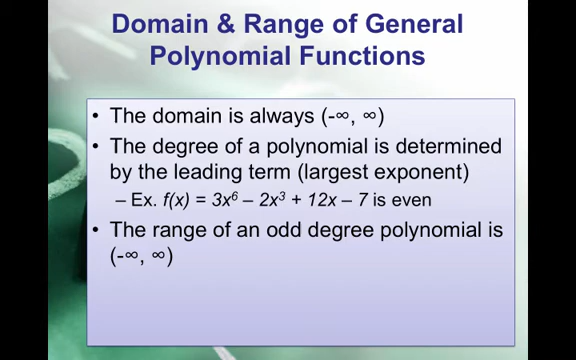 Domain & Range of General
Polynomial Functions
• The domain is always (-∞, ∞)
• The degree of a polynomial is determined
by the leading term (largest exponent)
– Ex. f(x) = 3x⁶ – 2x³ + 12x – 7 is even
• The range of an odd degree polynomial is
(-∞, ∞)